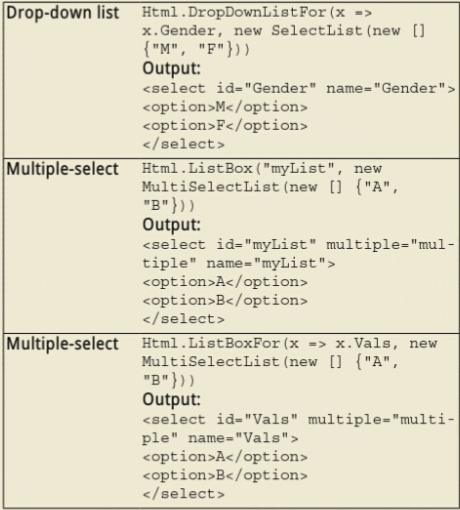 Drop-down list Html.DropDownListFor(x =>
x.Gender, new SelectList(new []
{"M", "F"}))
Output:
<select id="Gender" name="Gender">
<option>M</option>
<option>F</option>
</select>
Multiple-select Html.ListBox("myList", new
MultiSelectList(new [] {"A",
"B"}))
Output:
<select id="myList" multiple="mul-
tiple" name="myList">
<option>A</option>
<option>B</option>
</select>
Multiple-select Html.ListBoxFor(x => x.Vals, new
MultiSelectList(new [] {"A",
"B"}))
Output:
<select id="Vals" multiple="multi-
ple" name="Vals">
<option>A</option>
<option>B</option>
</select>